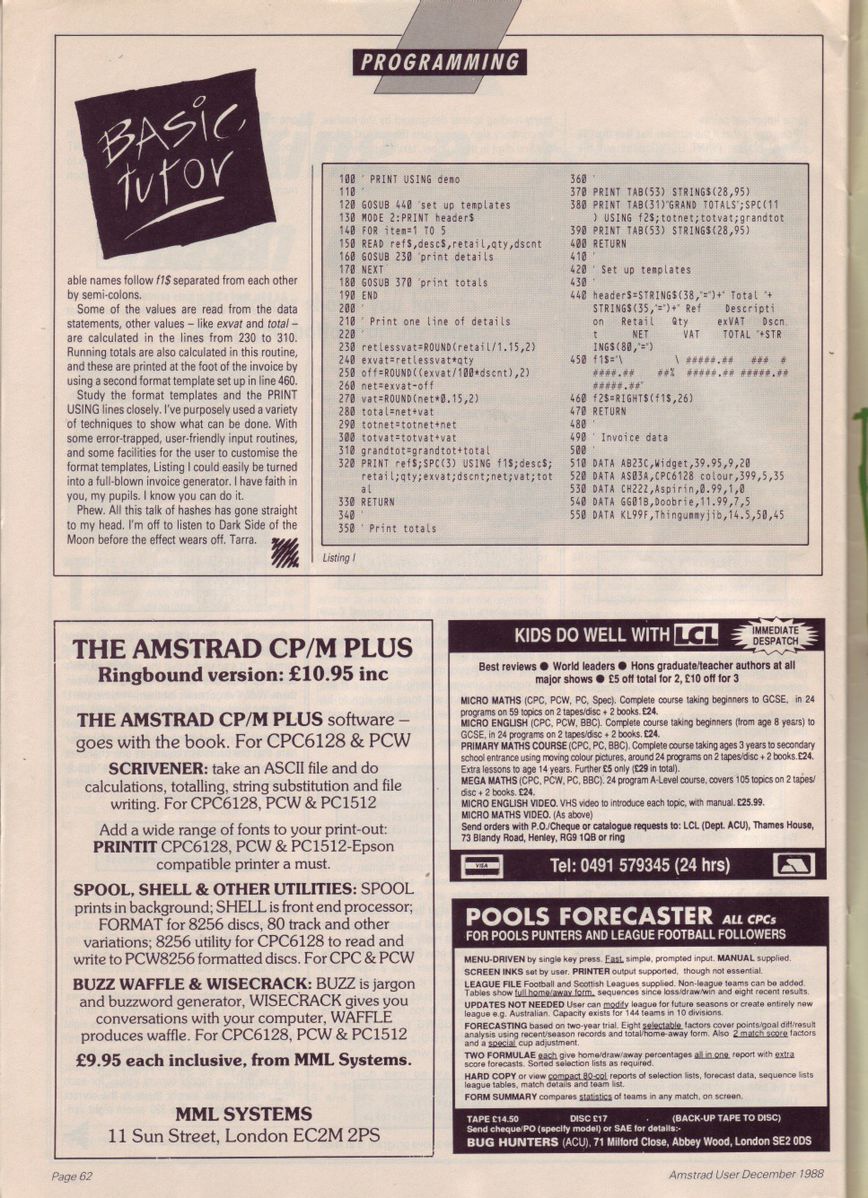 PROGRAMMING
BASIC
tutor
able names follow f1$ separated from each other
by semi-colons.
Some of the values are read from the data
statements, other values – like exvat and total –
are calculated in the lines from 230 to 310.
Running totals are also calculated in this routine,
and these are printed at the foot of the invoice by
using a second format template set up in line 460.
Study the format templates and the PRINT
USING lines closely. I've purposely used a variety
of techniques to show what can be done. With
some error-trapped, user-friendly input routines,
and some facilities for the user to customise the
format templates, Listing I could easily be turned
into a full-blown invoice generator. I have faith in
you, my pupils. I know you can do it.
Phew. All this talk of hashes has gone straight
to my head. I'm off to listen to Dark Side of the
Moon before the effect wears off. Tarra.
100 ' PRINT USING demo
110 '
120 GOSUB 440 'set up templates
130 MODE 2:PRINT header$
140 FOR item=1 TO 5
150 READ ref$,desc$,retail,qty,dscnt
160 GOSUB 230 'print details
170 NEXT
180 GOSUB 370 'print totals
190 END
200 '
210 ' Print one line of details
220 '
230 retlessvat=ROUND(retail/1.15,2)
240 exvat=retlessvat*qty
250 off=ROUND((exvat/100*dscnt),2)
260 net=exvat-off
270 vat=ROUND(net*0.15,2)
280 total=net+vat
290 totnet=totnet+net
300 totvat=totvat+vat
310 grandtot=grandtot+total
320 PRINT ref$;SPC(3) USING f1$;desc$;
retail;qty;exvat;dscnt;net;vat;tot
al
330 RETURN
340 '
350 ' Print totals
360 '
370 PRINT TAB(53) STRING$(28,95)
380 PRINT TAB(31)"GRAND TOTALS";SPC(11
) USING f2$;totnet;totvat;grandtot
390 PRINT TAB(53) STRING$(28,95)
400 RETURN
410 '
420 ' Set up templates
430 '
440 header$=STRING$(38,"=")+" Total "+
STRING$(35,"=")+" Ref Descripti
on Retail Qty exVAT Dscn
t NET VAT TOTAL "+STR
ING$(80,"=")
450 f1$="\ \ #####.## ### #
####.## ##% #####.## #####.##
#####.##"
460 f2$=RIGHT$(f1$,26)
470 RETURN
480 '
490 ' Invoice data
500 '
510 DATA AB23C,Widget,39.95,9,20
520 DATA AS03A,CPC6128 colour,399,5,35
530 DATA CH222,Aspirin,0.99,1,0
540 DATA GG01B,Doobrie,11.99,7,5
550 DATA KL99F,Thingummyjib,14.5,50,45
Listing I
THE AMSTRAD CP/M PLUS
Ringbound version: £10.95 inc
THE AMSTRAD CP/M PLUS software –
goes with the book. For CPC6128 & PCW
SCRIVENER: take an ASCII file and do
calculations, totalling, string substitution and file
writing. For CPC6128, PCW & PC1512
Add a wide range of fonts to your print-out:
PRINTIT CPC6128, PCW & PC1512-Epson
compatible printer a must.
SPOOL, SHELL & OTHER UTILITIES: SPOOL
prints in background; SHELL is front end processor;
FORMAT for 8256 discs, 80 track and other
variations; 8256 utility for CPC6128 to read and
write to PCW8256 formatted discs. For CPC & PCW
BUZZ WAFFLE & WISECRACK: BUZZ is jargon
and buzzword generator, WISECRACK gives you
conversations with your computer, WAFFLE
produces waffle. For CPC6128, PCW & PC1512
£9.95 each inclusive, from MML Systems.
MML SYSTEMS
11 Sun Street, London EC2M 2PS
KIDS DO WELL WITH LCL
IMMEDIATE
DESPATCH
Best reviews ● World leaders ● Hons graduate/teacher authors at all
major shows ● £5 off total for 2, £10 off for 3
MICRO MATHS (CPC, PCW, PC, Spec). Complete course taking beginners to GCSE, in 24
programs on 59 topics on 2 tapes/disc + 2 books. £24.
MICRO ENGLISH (CPC, PCW, BBC). Complete course taking beginners (from age 8 years) to
GCSE, in 24 programs on 2 tapes/disc + 2 books. £24.
PRIMARY MATHS COURSE (CPC, PC, BBC). Complete course taking ages 3 years to secondary
school entrance using moving colour pictures, around 24 programs on 2 tapes/disc + 2 books.£24.
Extra lessons to age 14 years. Further £5 only (£29 in total).
MEGA MATHS (CPC, PCW, PC, BBC). 24 program A-Level course, covers 105 topics on 2 tapes/
disc + 2 books. £24.
MICRO ENGLISH VIDEO. VHS video to introduce each topic, with manual. £25.99.
MICRO MATHS VIDEO. (As above)
Send orders with P.O./Cheque or catalogue requests to: LCL (Dept. ACU), Thames House,
73 Blandy Road, Henley, RG9 1QB or ring
VISA
Tel: 0491 579345 (24 hrs)
POOLS FORECASTER ALL CPCs
FOR POOLS PUNTERS AND LEAGUE FOOTBALL FOLLOWERS
MENU-DRIVEN by single key press. Fast, simple, prompted input. MANUAL supplied.
SCREEN INKS set by user. PRINTER output supported, though not essential.
LEAGUE FILE Football and Scottish Leagues supplied. Non-league teams can be added.
Tables show full home/away form, sequences since loss/draw/win and eight recent results.
UPDATES NOT NEEDED User can modify league for future seasons or create entirely new
league e.g. Australian. Capacity exists for 144 teams in 10 divisions.
FORECASTING based on two-year trial. Eight selectable factors cover points/goal diff/result
analysis using recent/season records and total/home-away form. Also 2 match score factors
and a special cup adjustment.
TWO FORMULAE each give home/draw/away percentages all in one report with extra
score forecasts. Sorted selection lists as required.
HARD COPY or view compact 80-col reports of selection lists, forecast data, sequence lists
league tables, match details and team list.
FORM SUMMARY compares statistics of teams in any match, on screen.
TAPE £14.50 DISC £17 (BACK-UP TAPE TO DISC)
Send cheque/PO (specify model) or SAE for details:-
BUG HUNTERS (ACU), 71 Milford Close, Abbey Wood, London SE2 0DS
Page 62
Amstrad User December 1988